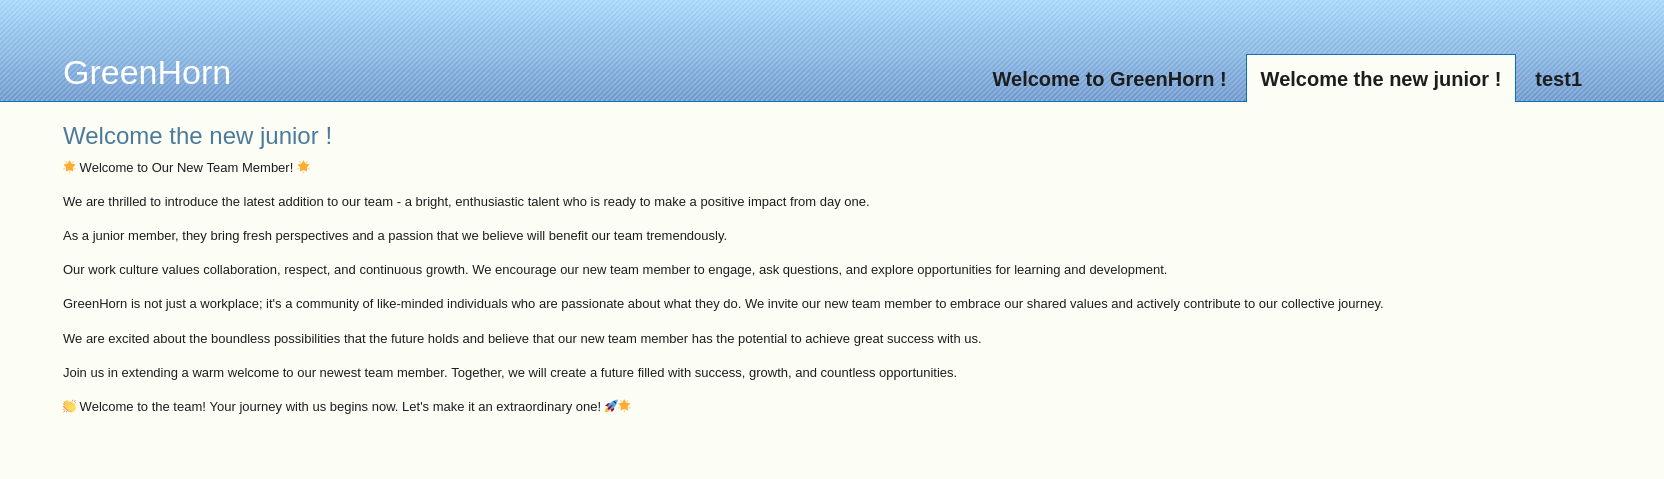 GreenHorn
Welcome to GreenHorn !
Welcome the new junior !
test1
Welcome the new junior !
🌟 Welcome to Our New Team Member! 🌟
We are thrilled to introduce the latest addition to our team - a bright, enthusiastic talent who is ready to make a positive impact from day one.
As a junior member, they bring fresh perspectives and a passion that we believe will benefit our team tremendously.
Our work culture values collaboration, respect, and continuous growth. We encourage our new team member to engage, ask questions, and explore opportunities for learning and development.
GreenHorn is not just a workplace; it's a community of like-minded individuals who are passionate about what they do. We invite our new team member to embrace our shared values and actively contribute to our collective journey.
We are excited about the boundless possibilities that the future holds and believe that our new team member has the potential to achieve great success with us.
Join us in extending a warm welcome to our newest team member. Together, we will create a future filled with success, growth, and countless opportunities.
👏 Welcome to the team! Your journey with us begins now. Let's make it an extraordinary one! 🚀🌟